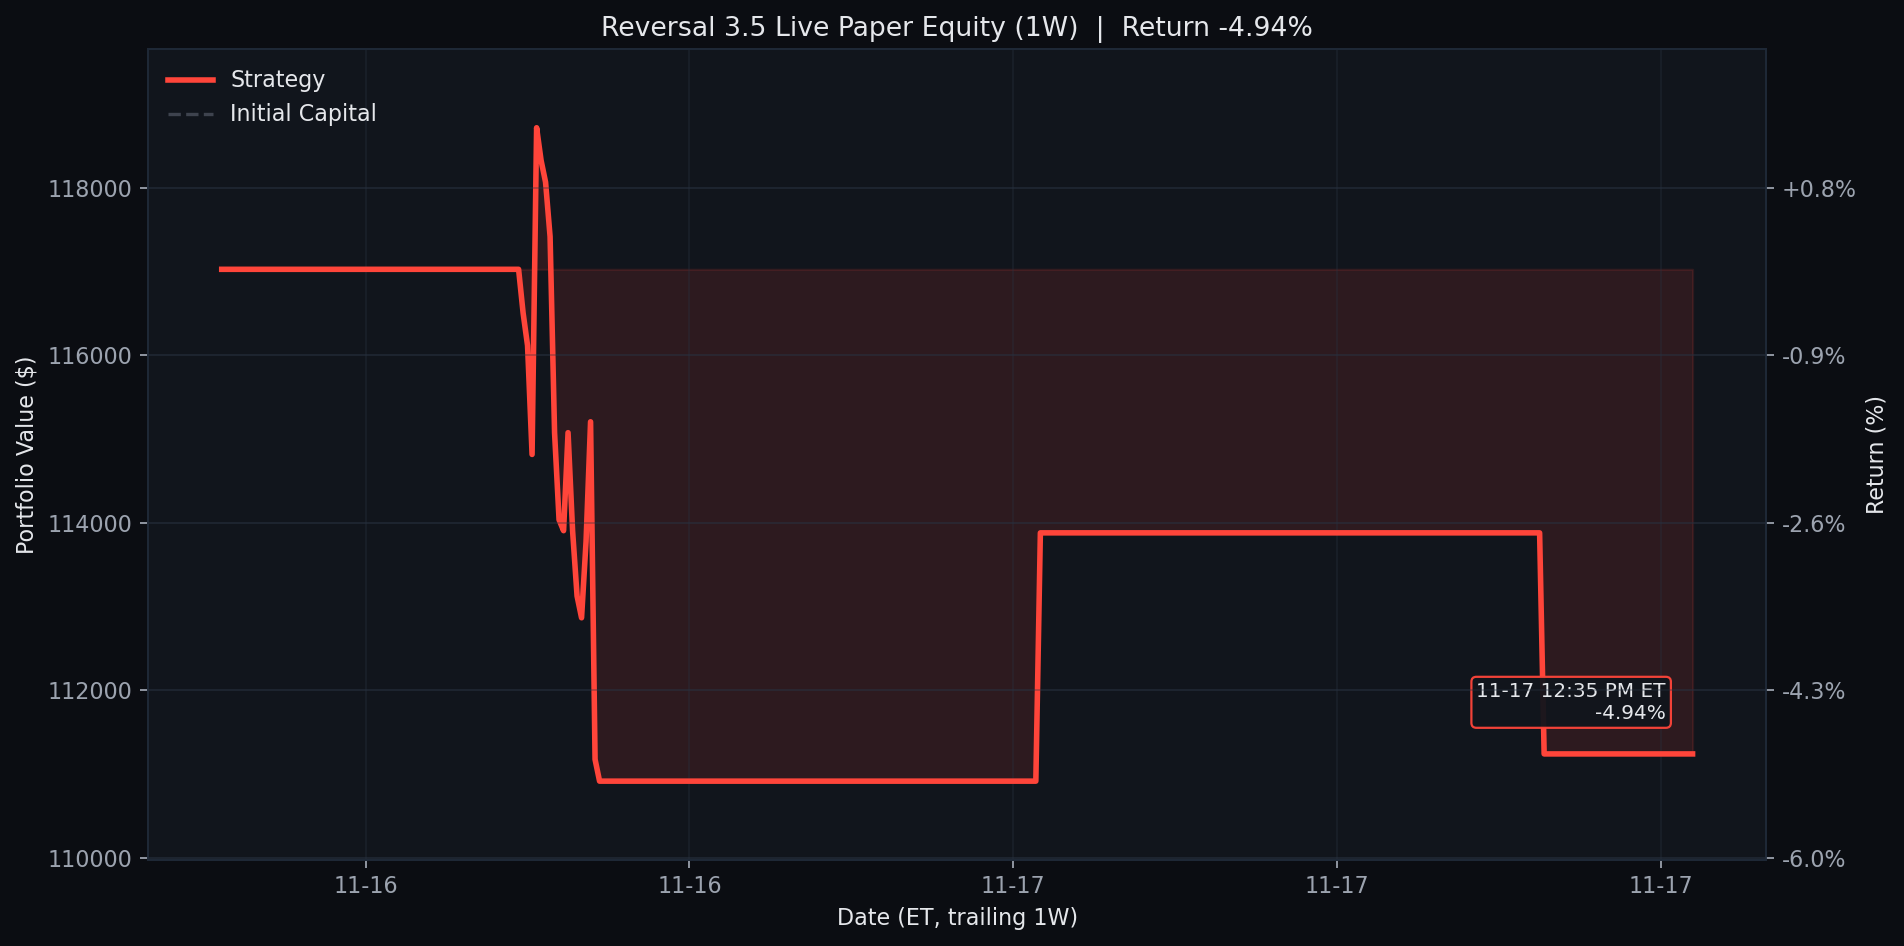 Reversal 3.5 Live Paper Equity (1W)  |  Return -4.94%
Strategy
Initial Capital
118000
116000
114000
112000
110000
Portfolio Value ($)
+0.8%
-0.9%
-2.6%
-4.3%
-6.0%
Return (%)
11-17 12:35 PM ET
-4.94%
11-16
11-16
11-17
11-17
11-17
Date (ET, trailing 1W)